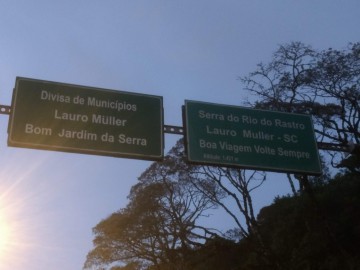 Divisa de Municípios
Lauro Müller
Bom Jardim da Serra
Serra do Rio do Rastro
Lauro Muller - SC
Boa Viagem Volte Sempre